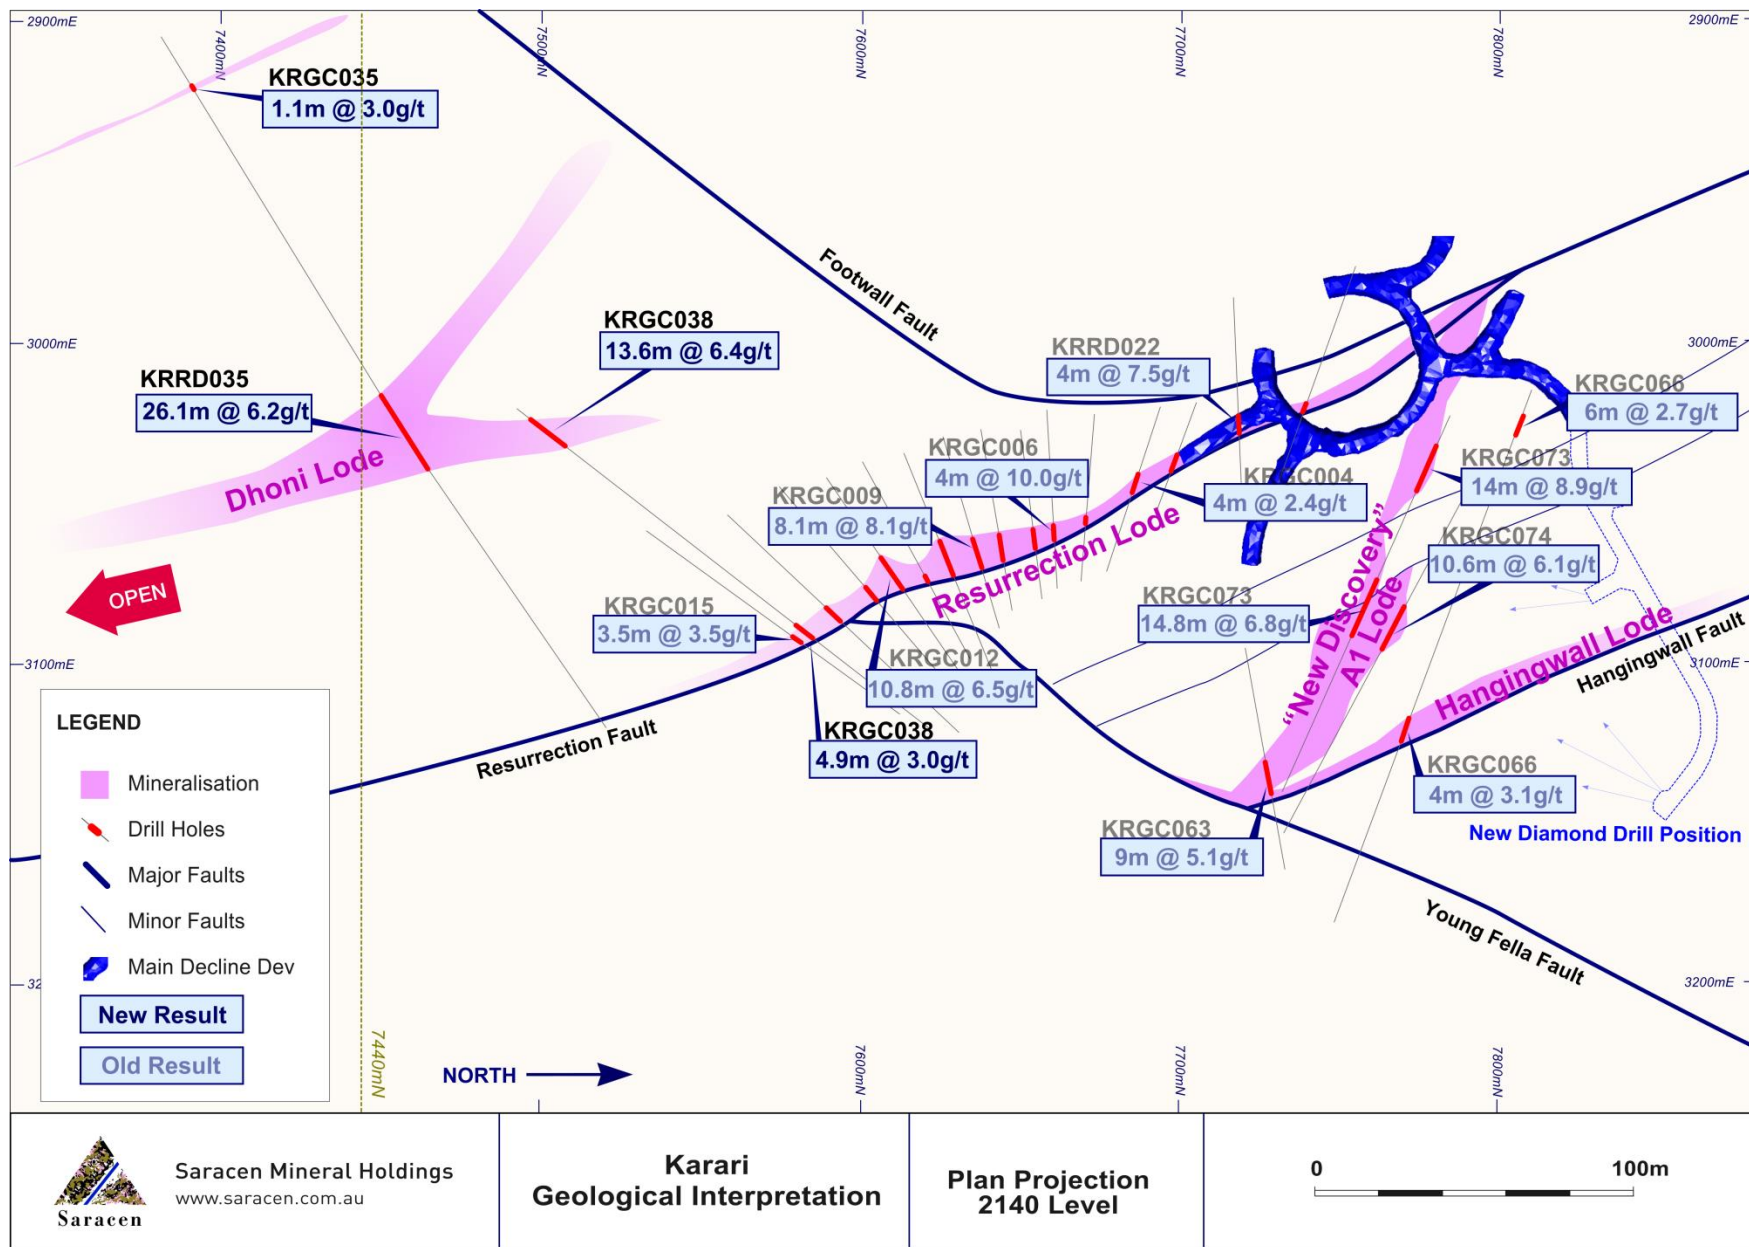 2900mE
7400mN
7500mN
7600mN
7700mN
7800mN
2900mE
KRGC035
1.1m @ 3.0g/t
Footwall Fault
KRGC038
13.6m @ 6.4g/t
3000mE
3000mE
KRRD022
4m @ 7.5g/t
KRRD035
26.1m @ 6.2g/t
KRGC066
6m @ 2.7g/t
Dhoni Lode
KRGC006
4m @ 10.0g/t
KRGC004
4m @ 2.4g/t
KRGC073
14m @ 8.9g/t
KRGC009
8.1m @ 8.1g/t
Resurrection Lode
KRGC074
10.6m @ 6.1g/t
OPEN
KRGC015
3.5m @ 3.5g/t
KRGC073
14.8m @ 6.8g/t
"New Discovery"
A1 Lode
KRGC012
10.8m @ 6.5g/t
3100mE
3100mE
Hangingwall Lode
Hangingwall Fault
Resurrection Fault
KRGC038
4.9m @ 3.0g/t
KRGC066
4m @ 3.1g/t
KRGC063
9m @ 5.1g/t
New Diamond Drill Position
Young Fella Fault
3200mE
LEGEND
Mineralisation
Drill Holes
Major Faults
Minor Faults
Main Decline Dev
New Result
Old Result
7440mN
NORTH
7600mN
7700mN
7800mN
Saracen
Saracen Mineral Holdings
www.saracen.com.au
Karari
Geological Interpretation
Plan Projection
2140 Level
0
100m